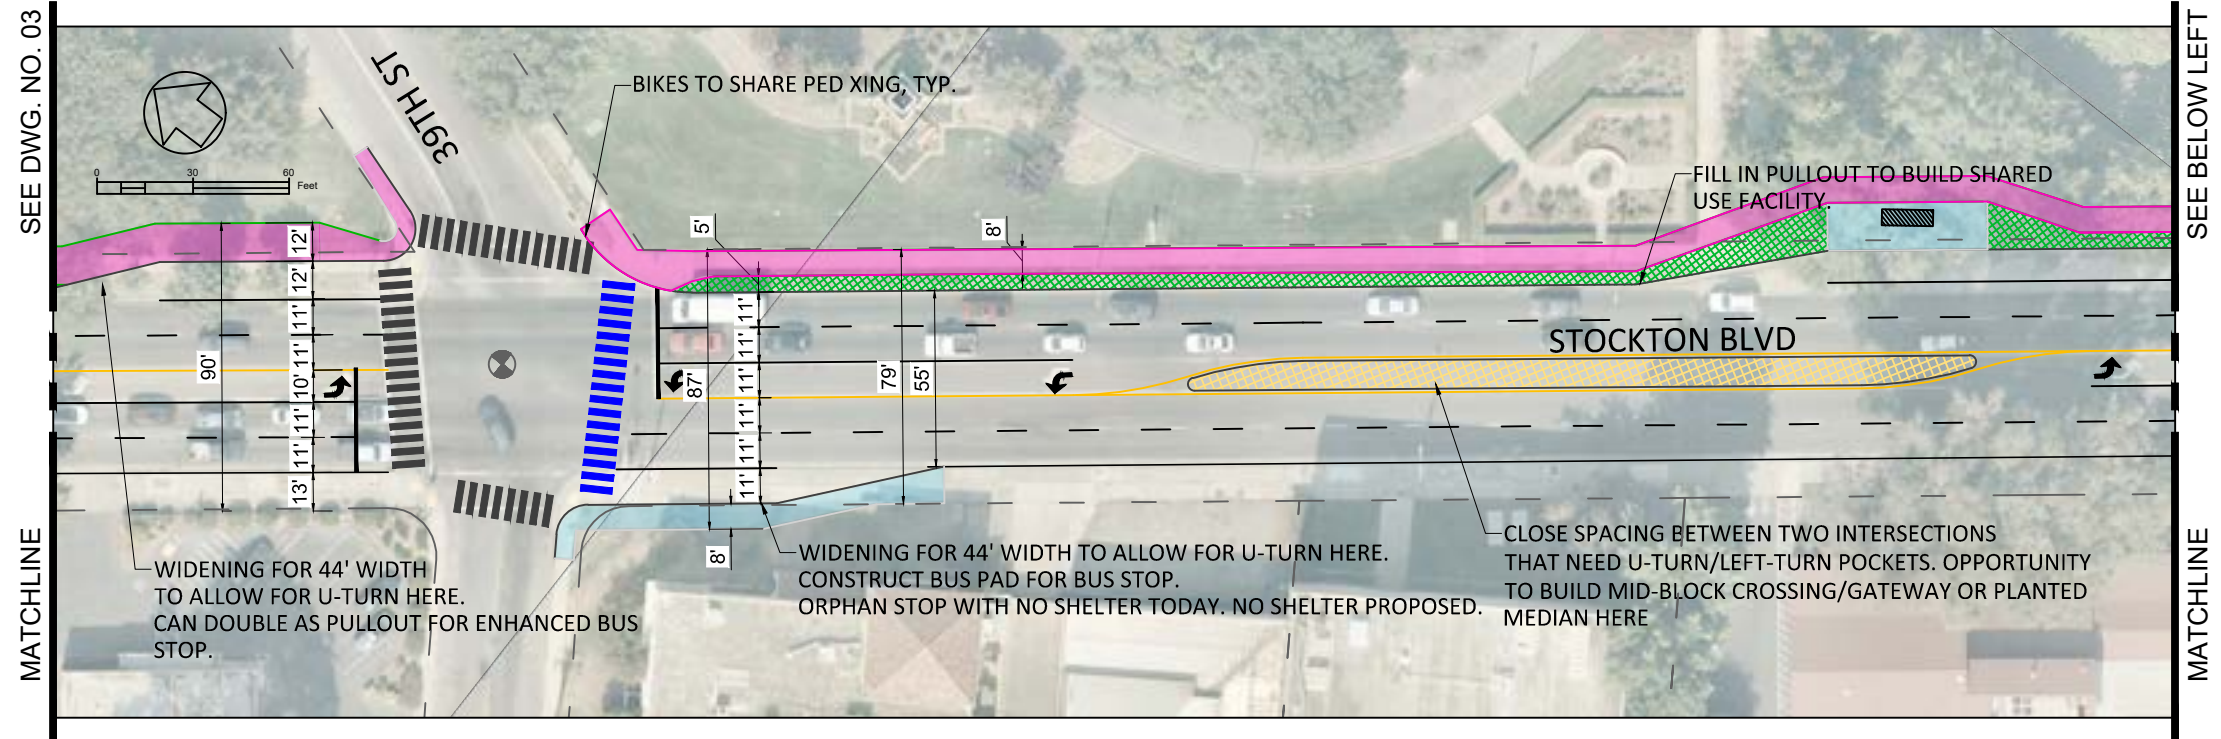 SEE DWG. NO. 03
MATCHLINE
0 30 60
Feet
39TH ST
BIKES TO SHARE PED XING, TYP.
FILL IN PULLOUT TO BUILD SHARED
USE FACILITY.
STOCKTON BLVD
90'
12'
12'
11'
11'
10'
11'
11'
13'
5'
8'
87'
11'
11'
11'
11'
11'
11'
79'
55'
8'
WIDENING FOR 44' WIDTH
TO ALLOW FOR U-TURN HERE.
CAN DOUBLE AS PULLOUT FOR ENHANCED BUS
STOP.
WIDENING FOR 44' WIDTH TO ALLOW FOR U-TURN HERE.
CONSTRUCT BUS PAD FOR BUS STOP.
ORPHAN STOP WITH NO SHELTER TODAY. NO SHELTER PROPOSED.
CLOSE SPACING BETWEEN TWO INTERSECTIONS
THAT NEED U-TURN/LEFT-TURN POCKETS. OPPORTUNITY
TO BUILD MID-BLOCK CROSSING/GATEWAY OR PLANTED
MEDIAN HERE
SEE BELOW LEFT
MATCHLINE